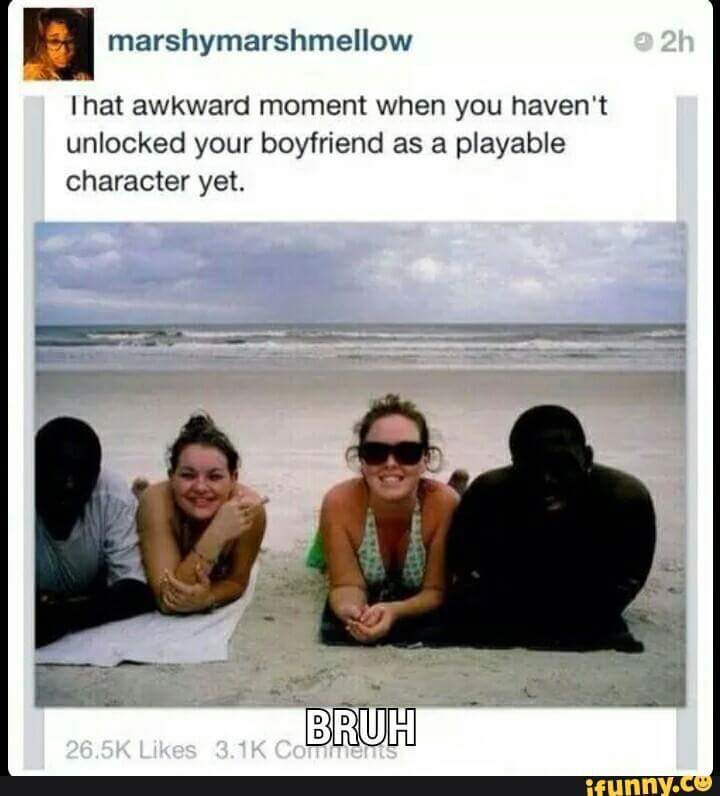 marshymarshmellow 2h
That awkward moment when you haven't
unlocked your boyfriend as a playable
character yet.
BRUH
26.5K Likes 3.1K Comments
ifunny.co